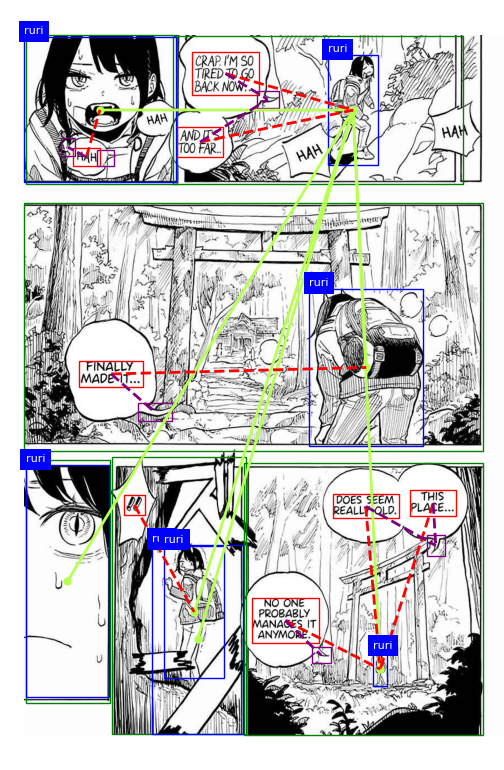 ruri
HAH
HAH
CRAP. I'M SO
TIRED TO GO
BACK NOW...
AND IT'S
TOO FAR...
ruri
HAH
HAH
FINALLY
MADE IT...
ruri
ruri
!!
ruri
DOES SEEM
REALLY OLD.
THIS
PLACE...
NO ONE
PROBABLY
MANAGES IT
ANYMORE.
ruri